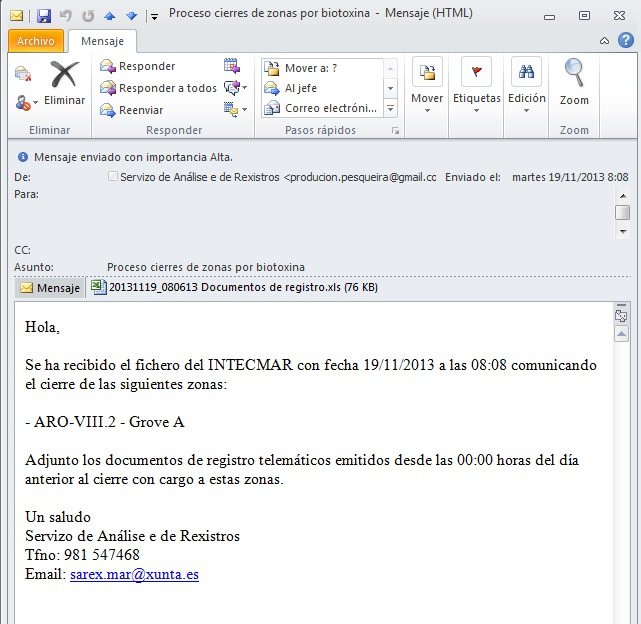 Proceso cierres de zonas por biotoxina - Mensaje (HTML)
Archivo Mensaje
Eliminar
Responder
Responder a todos
Reenviar
Mover a: ?
Al jefe
Correo electróni...
Mover
Etiquetas
Edición
Zoom
Eliminar Responder Pasos rápidos Zoom
Mensaje enviado con importancia Alta.
De: Servizo de Análise e de Rexistros <producion.pesqueira@gmail.cc Enviado el: martes 19/11/2013 8:08
Para:
CC:
Asunto: Proceso cierres de zonas por biotoxina
Mensaje 20131119_080613 Documentos de registro.xls (76 KB)
Hola,
Se ha recibido el fichero del INTECMAR con fecha 19/11/2013 a las 08:08 comunicando
el cierre de las siguientes zonas:
- ARO-VIII.2 - Grove A
Adjunto los documentos de registro telemáticos emitidos desde las 00:00 horas del día
anterior al cierre con cargo a estas zonas.
Un saludo
Servizo de Análise e de Rexistros
Tfno: 981 547468
Email: sarex.mar@xunta.es